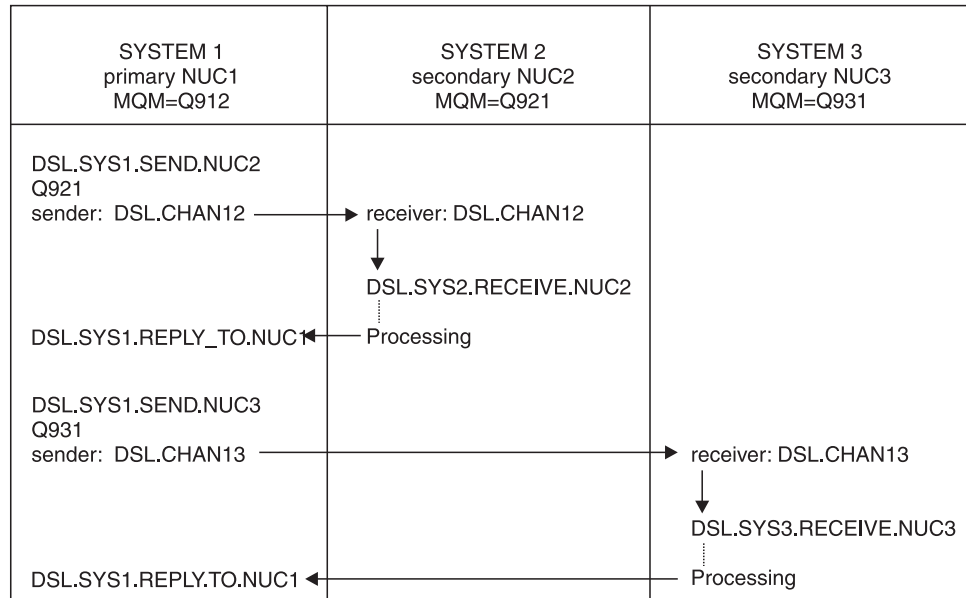 SYSTEM 1
primary NUC1
MQM=Q912
SYSTEM 2
secondary NUC2
MQM=Q921
SYSTEM 3
secondary NUC3
MQM=Q931
DSL.SYS1.SEND.NUC2
Q921
sender: DSL.CHAN12
receiver: DSL.CHAN12
DSL.SYS2.RECEIVE.NUC2
DSL.SYS1.REPLY_TO.NUC1
Processing
DSL.SYS1.SEND.NUC3
Q931
sender: DSL.CHAN13
receiver: DSL.CHAN13
DSL.SYS3.RECEIVE.NUC3
DSL.SYS1.REPLY.TO.NUC1
Processing